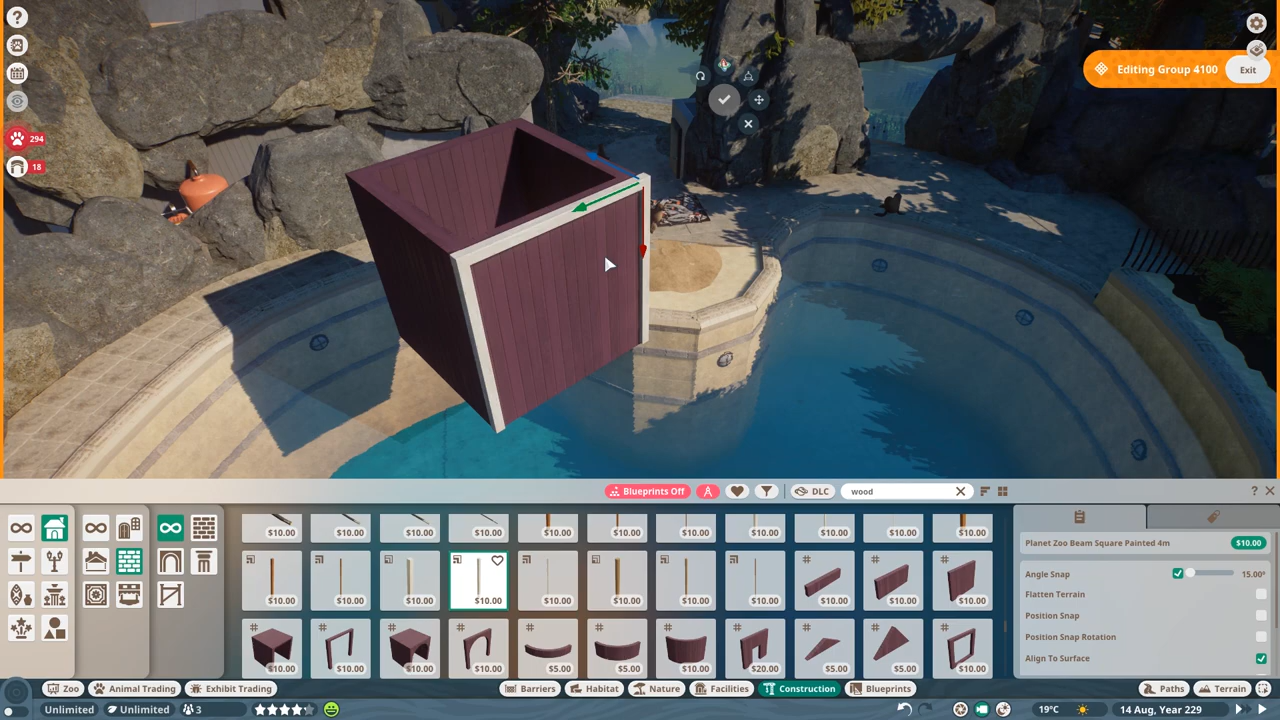 ?
Editing Group 4100
Exit
294
18
Blueprints Off
DLC
wood
?
$10.00 $10.00 $10.00 $10.00 $10.00 $10.00 $10.00 $10.00 $10.00 $10.00 $10.00
$10.00 $10.00 $10.00 $10.00 $10.00 $10.00 $10.00 $10.00 $10.00 $10.00 $10.00
$10.00 $10.00 $10.00 $10.00 $5.00 $5.00 $10.00 $20.00 $5.00 $5.00 $10.00
Planet Zoo Beam Square Painted 4m $10.00
Angle Snap 15.00°
Flatten Terrain
Position Snap
Position Snap Rotation
Align To Surface
Zoo Animal Trading Exhibit Trading Barriers Habitat Nature Facilities Construction Blueprints Paths Terrain
Unlimited Unlimited 3 19°C 14 Aug, Year 229